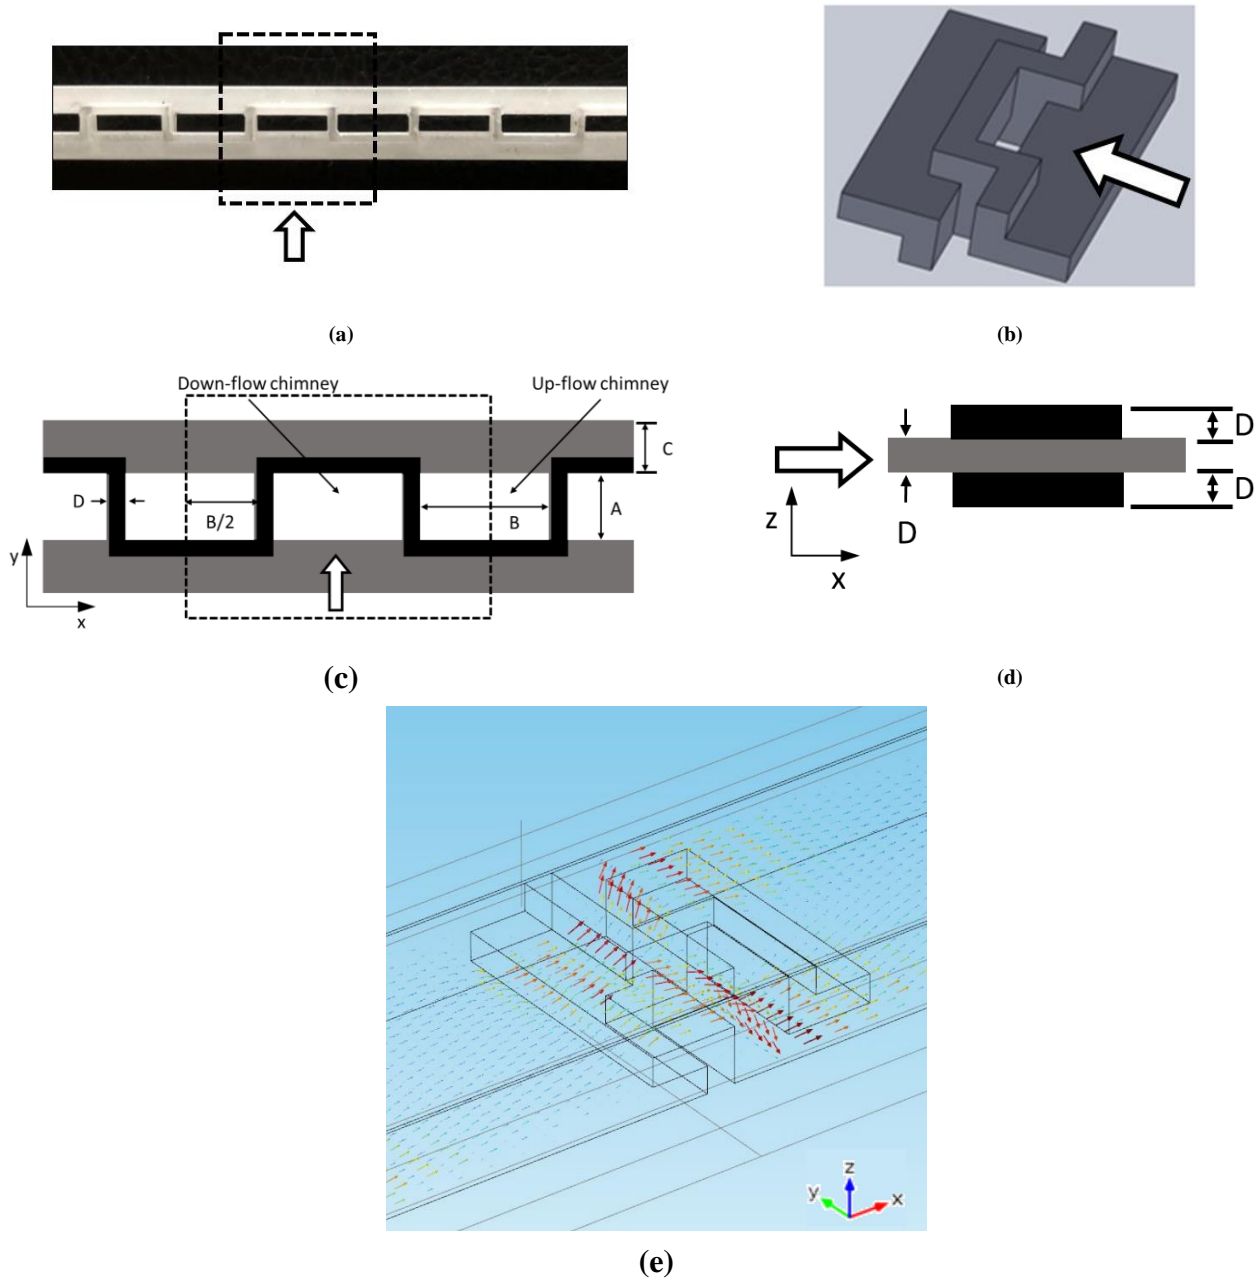 (a)
(b)
Down-flow chimney
Up-flow chimney
C
D
B/2
B
A
y
x
(c)
D
D
D
z
x
(d)
z
y
x
(e)